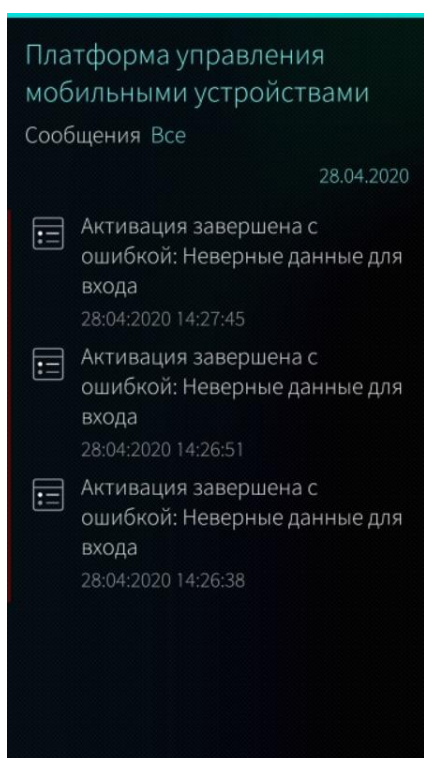 Платформа управления
мобильными устройствами
Сообщения Все
28.04.2020
Активация завершена с
ошибкой: Неверные данные для
входа
28:04:2020 14:27:45
Активация завершена с
ошибкой: Неверные данные для
входа
28:04:2020 14:26:51
Активация завершена с
ошибкой: Неверные данные для
входа
28:04:2020 14:26:38